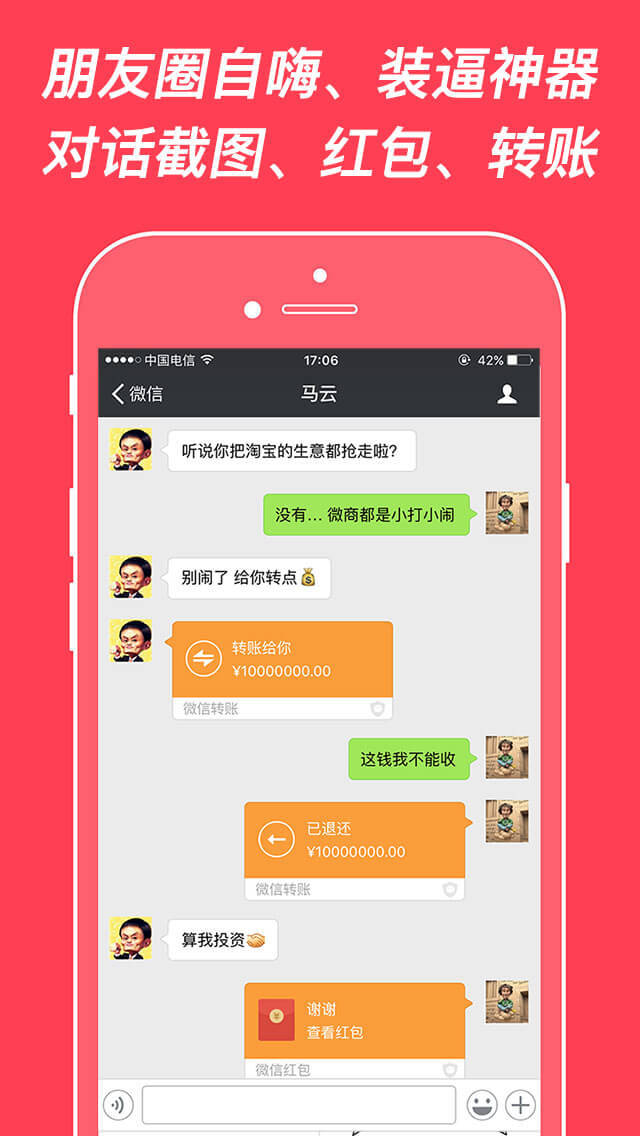 朋友圈自嗨、装逼神器
对话截图、红包、转账
中国电信 17:06 42%
微信 马云
听说你把淘宝的生意都抢走啦?
没有... 微商都是小打小闹
别闹了 给你转点
转账给你
¥10000000.00
微信转账
这钱我不能收
已退还
¥10000000.00
微信转账
算我投资
谢谢
查看红包
微信红包